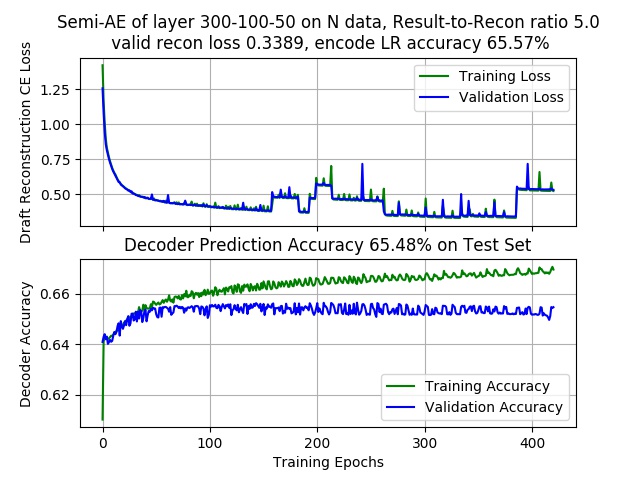 Semi-AE of layer 300-100-50 on N data, Result-to-Recon ratio 5.0
valid recon loss 0.3389, encode LR accuracy 65.57%
Draft Reconstruction CE Loss
1.25
1.00
0.75
0.50
Training Loss
Validation Loss
Decoder Prediction Accuracy 65.48% on Test Set
Decoder Accuracy
0.66
0.64
0.62
Training Accuracy
Validation Accuracy
0
100
200
300
400
Training Epochs